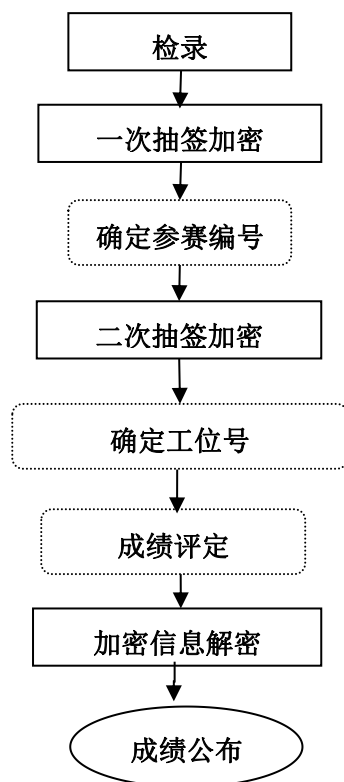 检录
一次抽签加密
确定参赛编号
二次抽签加密
确定工位号
成绩评定
加密信息解密
成绩公布